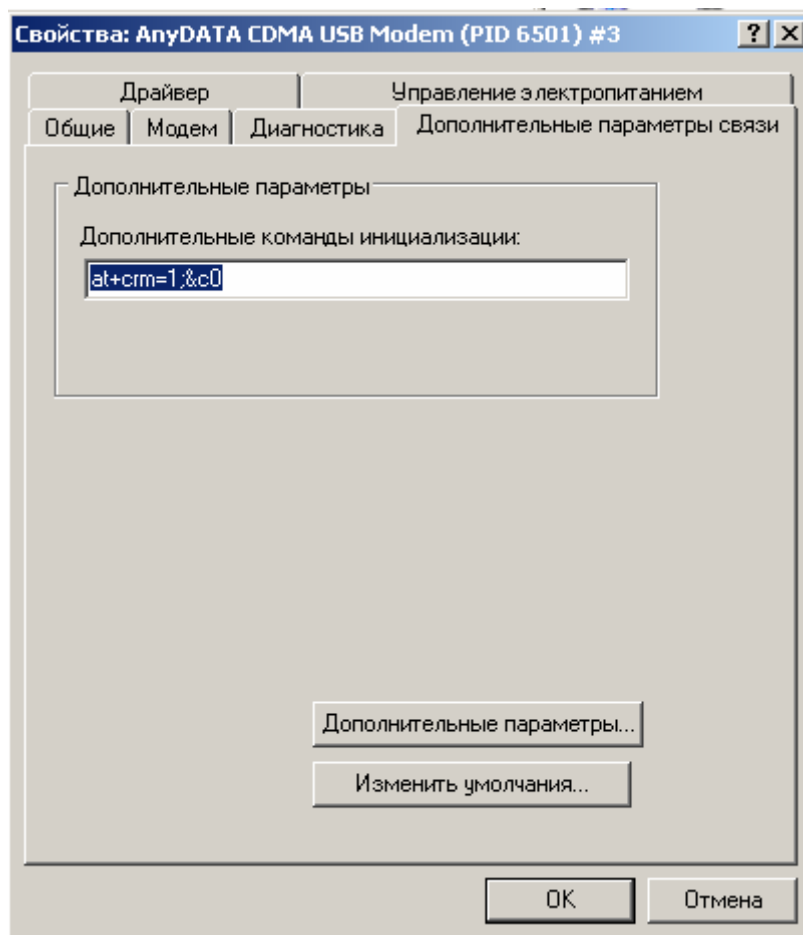 Свойства: AnyDATA CDMA USB Modem (PID 6501) #3
Драйвер Управление электропитанием
Общие Модем Диагностика Дополнительные параметры связи
Дополнительные параметры
Дополнительные команды инициализации:
at+crm=1;&c0
Дополнительные параметры...
Изменить умолчания...
OK Отмена